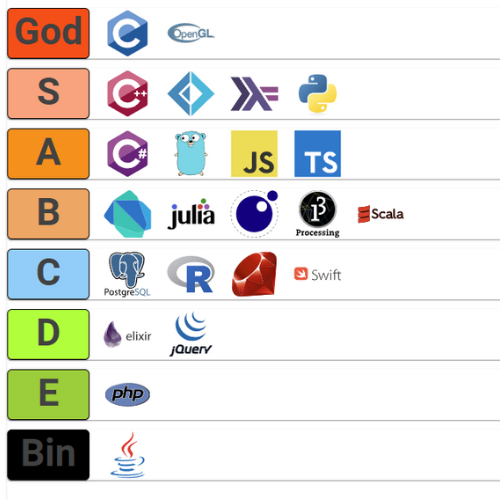 God
C
OpenGL
S
C++
A
C#
JS
TS
B
julia
Processing
Scala
C
PostgreSQL
R
Swift
D
elixir
jQuery
E
php
Bin